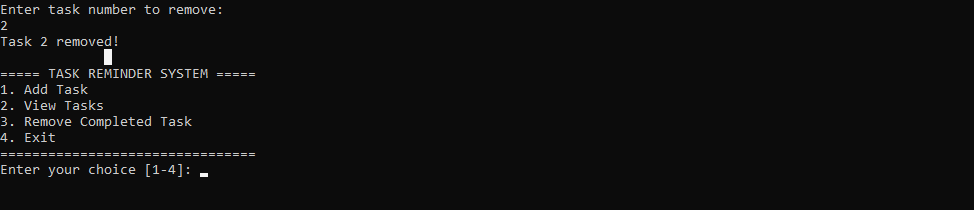 Enter task number to remove:
2
Task 2 removed!
===== TASK REMINDER SYSTEM =====
1. Add Task
2. View Tasks
3. Remove Completed Task
4. Exit
================================
Enter your choice [1-4]: